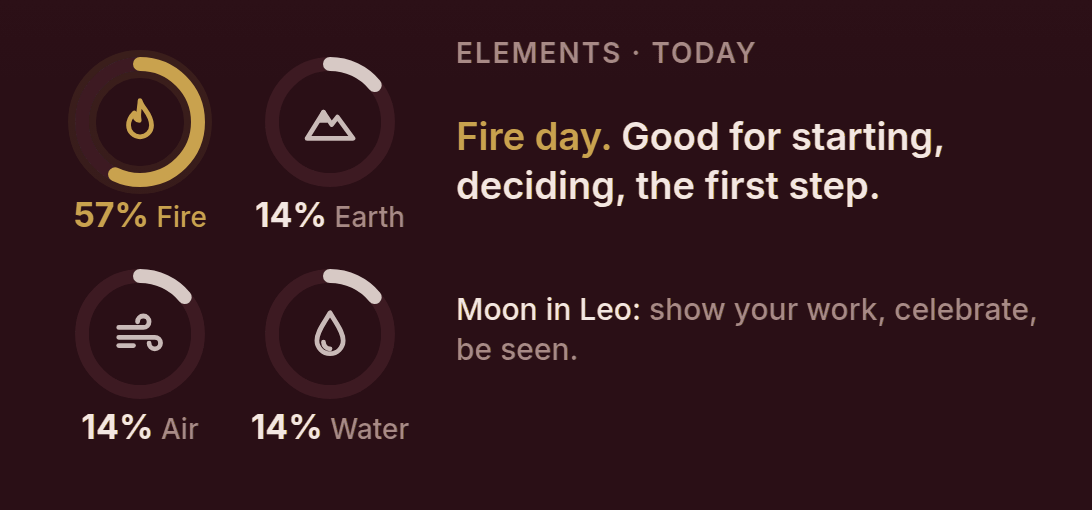 ELEMENTS · TODAY
Fire day. Good for starting,
deciding, the first step.
Moon in Leo: show your work, celebrate,
be seen.
57% Fire
14% Earth
14% Air
14% Water